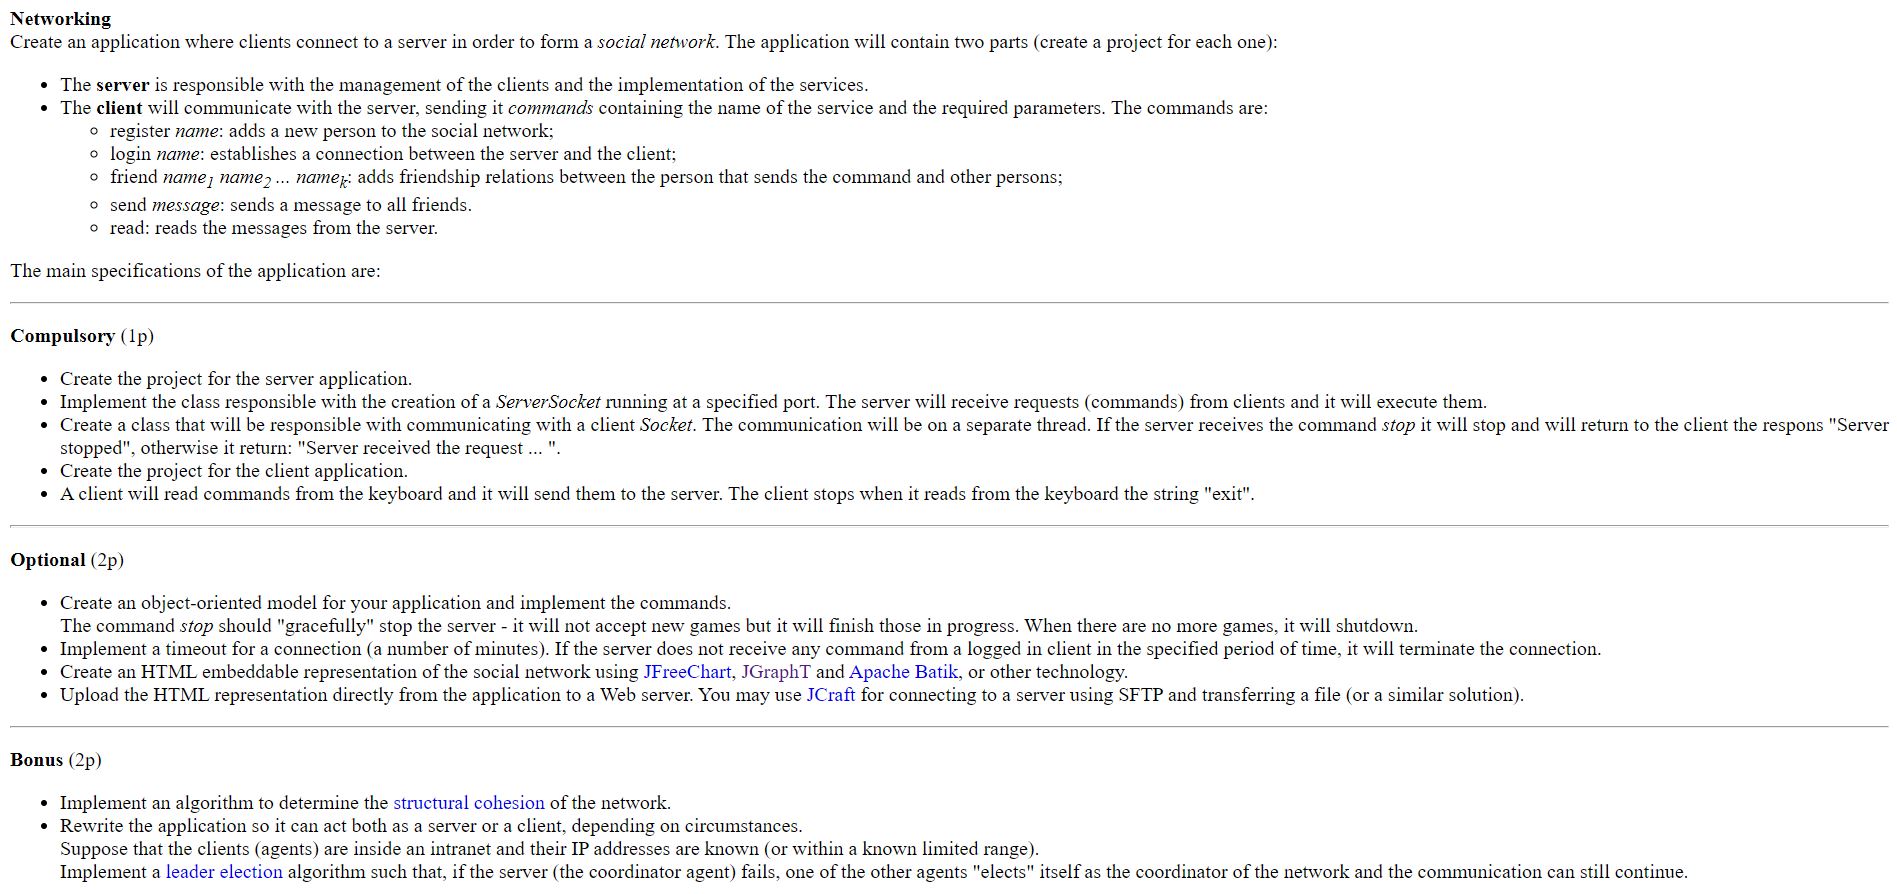 Networking
Create an application where clients connect to a server in order to form a social network. The application will contain two parts (create a project for each one):
• The server is responsible with the management of the clients and the implementation of the services.
• The client will communicate with the server, sending it commands containing the name of the service and the required parameters. The commands are:
◦ register name: adds a new person to the social network;
◦ login name: establishes a connection between the server and the client;
◦ friend name1 name2 ... namek: adds friendship relations between the person that sends the command and other persons;
◦ send message: sends a message to all friends.
◦ read: reads the messages from the server.
The main specifications of the application are:
Compulsory (1p)
• Create the project for the server application.
• Implement the class responsible with the creation of a ServerSocket running at a specified port. The server will receive requests (commands) from clients and it will execute them.
• Create a class that will be responsible with communicating with a client Socket. The communication will be on a separate thread. If the server receives the command stop it will stop and will return to the client the respons "Server
stopped", otherwise it return: "Server received the request ... ".
• Create the project for the client application.
• A client will read commands from the keyboard and it will send them to the server. The client stops when it reads from the keyboard the string "exit".
Optional (2p)
• Create an object-oriented model for your application and implement the commands.
The command stop should "gracefully" stop the server - it will not accept new games but it will finish those in progress. When there are no more games, it will shutdown.
• Implement a timeout for a connection (a number of minutes). If the server does not receive any command from a logged in client in the specified period of time, it will terminate the connection.
• Create an HTML embeddable representation of the social network using JFreeChart, JGraphT and Apache Batik, or other technology.
• Upload the HTML representation directly from the application to a Web server. You may use JCraft for connecting to a server using SFTP and transferring a file (or a similar solution).
Bonus (2p)
• Implement an algorithm to determine the structural cohesion of the network.
• Rewrite the application so it can act both as a server or a client, depending on circumstances.
Suppose that the clients (agents) are inside an intranet and their IP addresses are known (or within a known limited range).
Implement a leader election algorithm such that, if the server (the coordinator agent) fails, one of the other agents "elects" itself as the coordinator of the network and the communication can still continue.